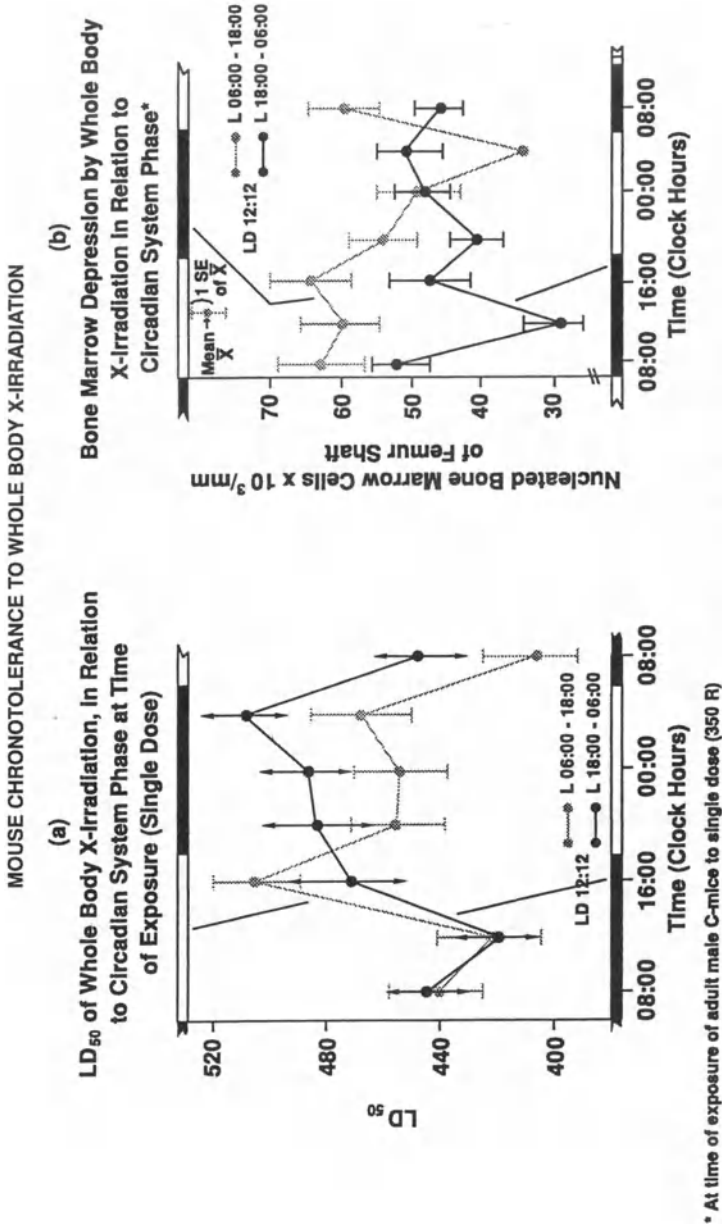 MOUSE CHRONOTOLERANCE TO WHOLE BODY X-IRRADIATION
(a)
LD50 of Whole Body X-Irradiation, in Relation
to Circadian System Phase at Time
of Exposure (Single Dose)
LD 50
520
480
440
400
LD 12:12
L 06:00 - 18:00
L 18:00 - 06:00
08:00
16:00
00:00
08:00
Time (Clock Hours)
(b)
Bone Marrow Depression by Whole Body
X-Irradiation In Relation to
Circadian System Phase*
Nucleated Bone Marrow Cells x 10³/mm
of Femur Shaft
70
60
50
40
30
Mean
X̄
1 SE
of X̄
LD 12:12
L 06:00 - 18:00
L 18:00 - 06:00
08:00
16:00
00:00
08:00
Time (Clock Hours)
* At time of exposure of adult male C-mice to single dose (350 R)